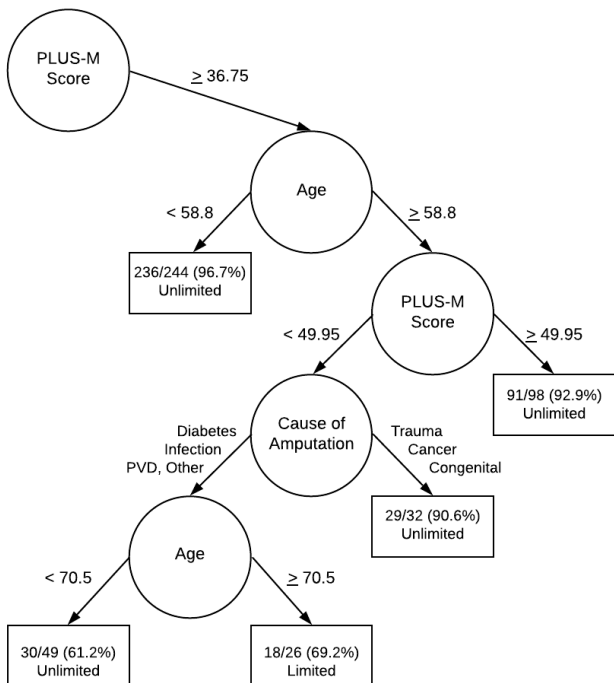 PLUS-M
Score
≥ 36.75
Age
< 58.8
≥ 58.8
236/244 (96.7%)
Unlimited
PLUS-M
Score
< 49.95
≥ 49.95
91/98 (92.9%)
Unlimited
Cause of
Amputation
Diabetes
Infection
PVD, Other
Trauma
Cancer
Congenital
29/32 (90.6%)
Unlimited
Age
< 70.5
≥ 70.5
30/49 (61.2%)
Unlimited
18/26 (69.2%)
Limited